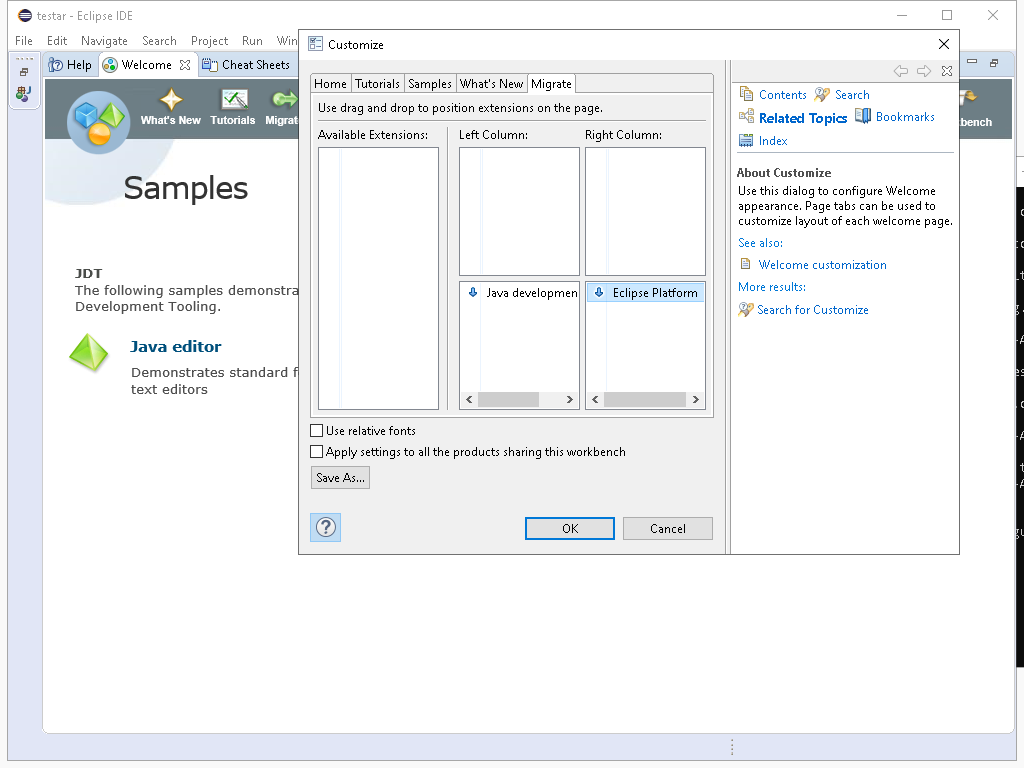 testar - Eclipse IDE
File Edit Navigate Search Project Run Win
Help Welcome Cheat Sheets
What's New Tutorials Migrat
bench
Samples
JDT
The following samples demonstra
Development Tooling.
Java editor
Demonstrates standard f
text editors
Customize
Home Tutorials Samples What's New Migrate
Use drag and drop to position extensions on the page.
Available Extensions: Left Column: Right Column:
Java developmen Eclipse Platform
Use relative fonts
Apply settings to all the products sharing this workbench
Save As...
? OK Cancel
Contents Search
Related Topics Bookmarks
Index
About Customize
Use this dialog to configure Welcome
appearance. Page tabs can be used to
customize layout of each welcome page.
See also:
Welcome customization
More results:
Search for Customize